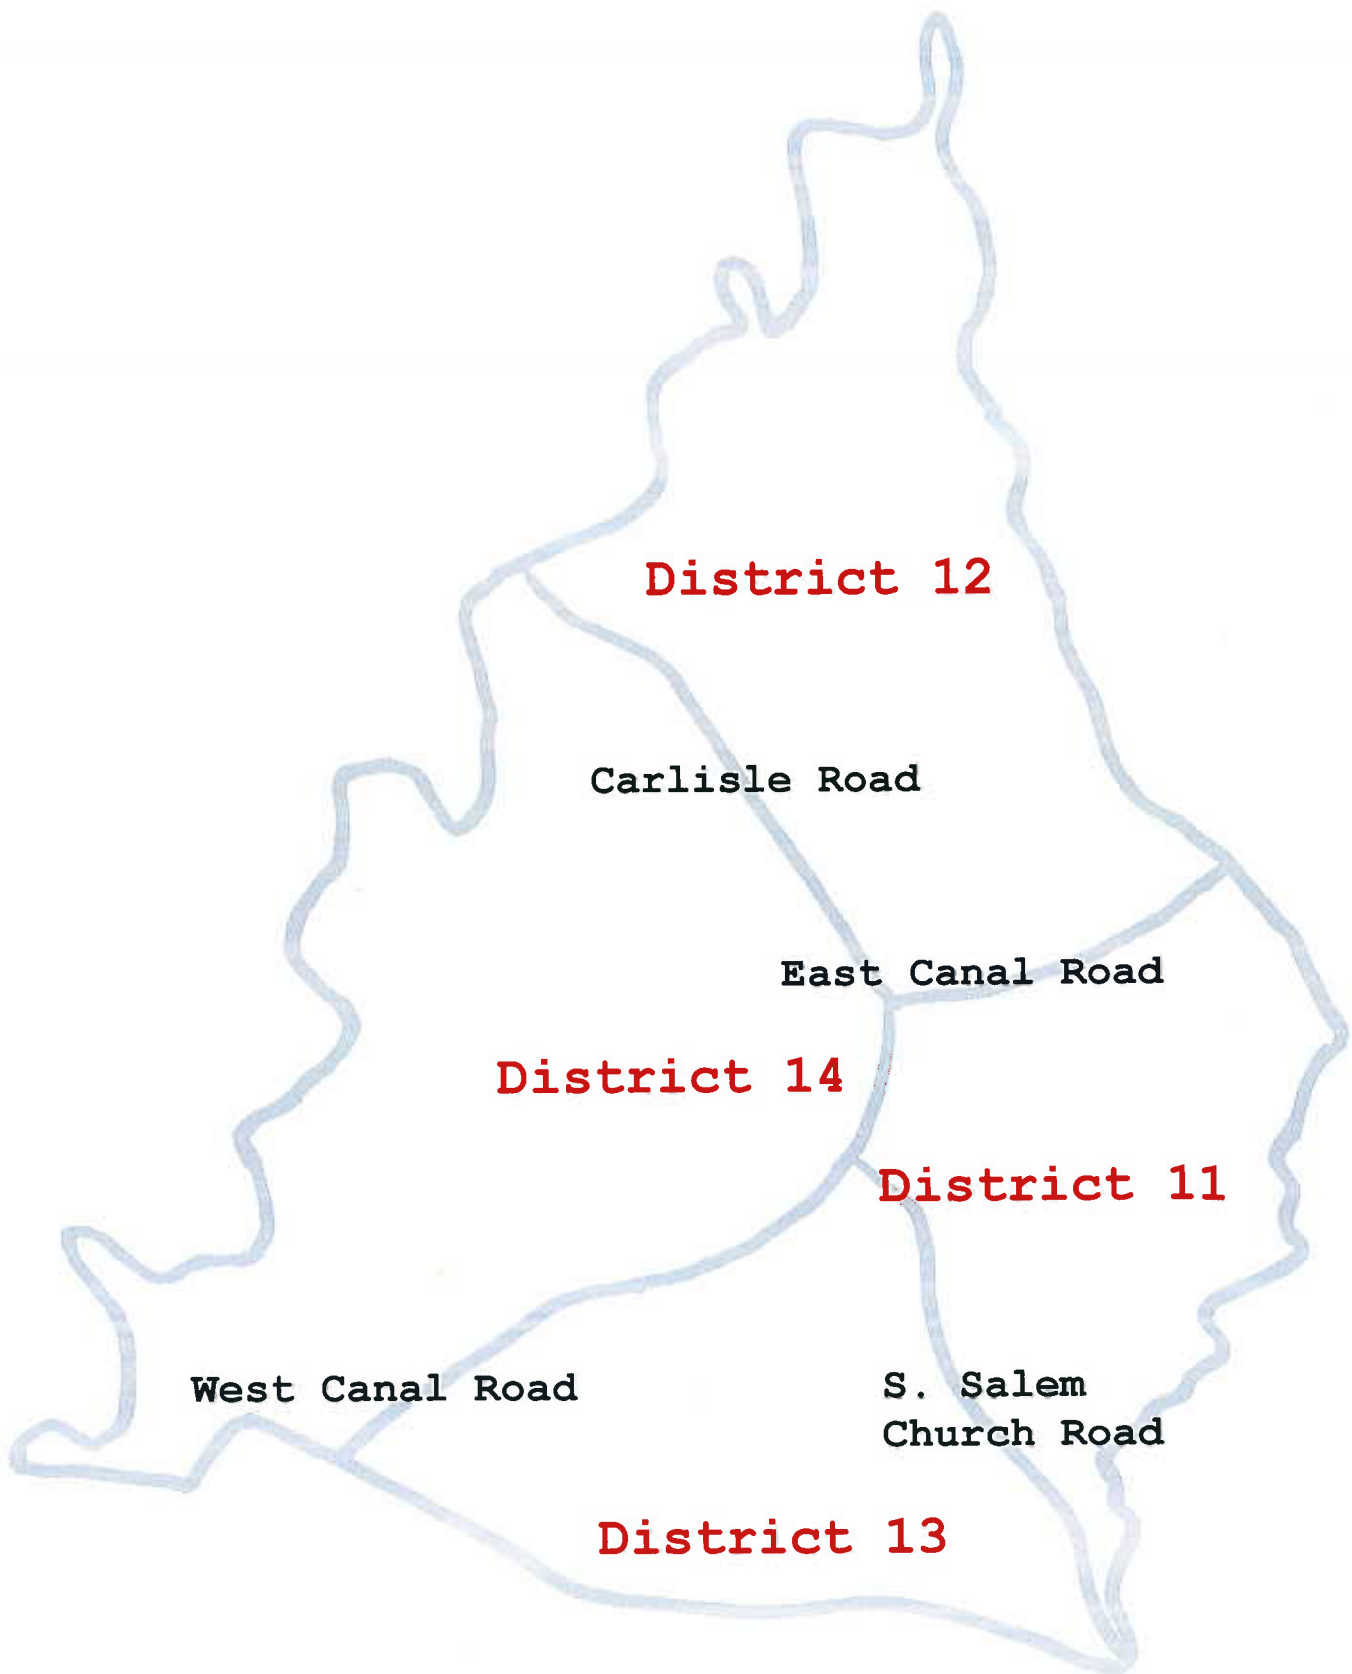 District 12
Carlisle Road
East Canal Road
District 14
District 11
West Canal Road
S. Salem
Church Road
District 13